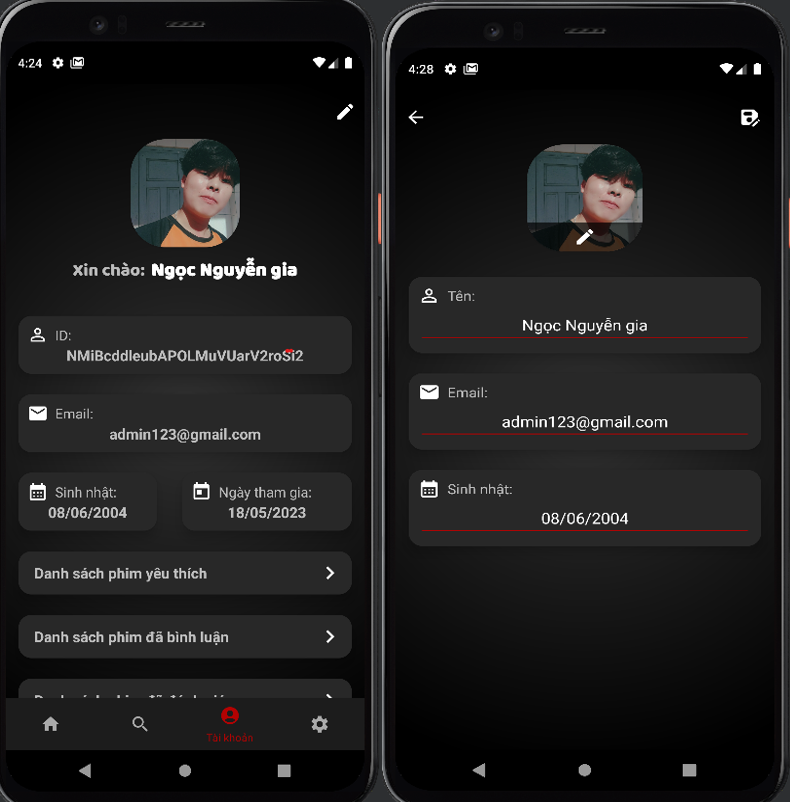 4:24
Xin chào: Ngọc Nguyễn gia
ID:
Email:
admin123@gmail.com
Sinh nhật:
08/06/2004
Ngày tham gia:
18/05/2023
Danh sách phim yêu thích
Danh sách phim đã bình luận
Tài khoản
4:28
Tên:
Ngọc Nguyễn gia
Email:
admin123@gmail.com
Sinh nhật:
08/06/2004